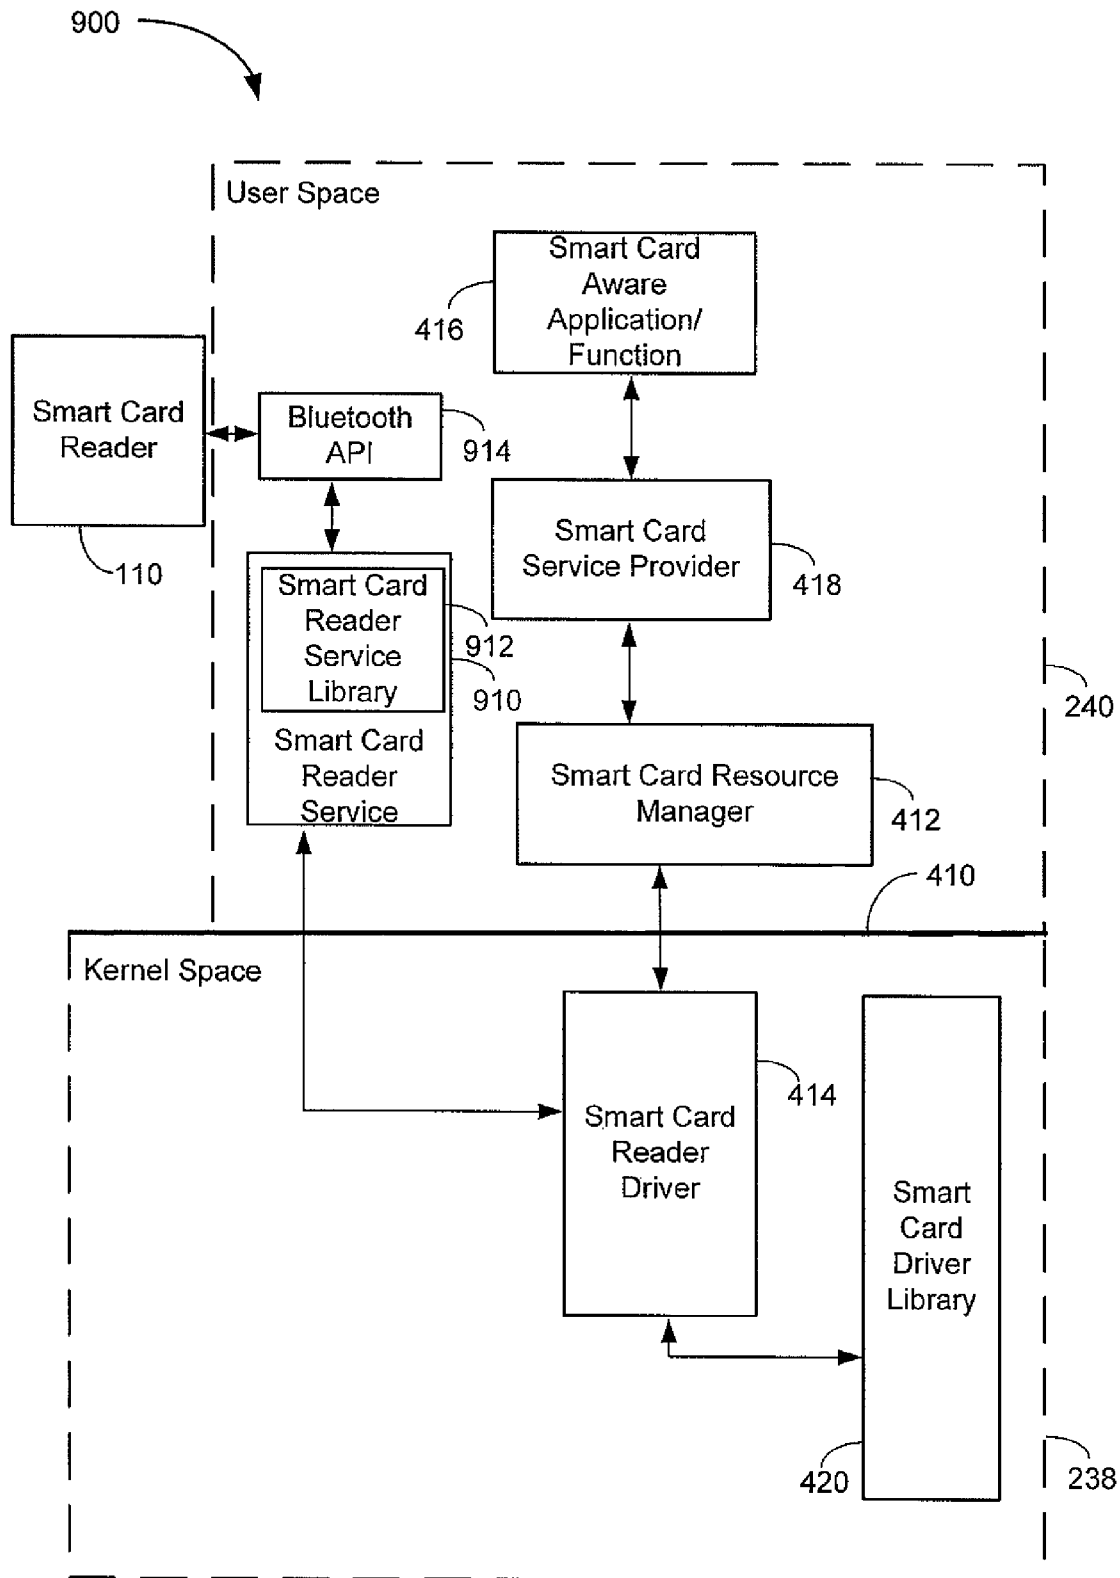 900
User Space
Smart Card
Aware
Application/
Function
416
Smart Card
Reader
110
Bluetooth
API
914
Smart Card
Service Provider
418
Smart Card
Reader
Service
Library
912
910
Smart Card
Reader
Service
240
Smart Card Resource
Manager
412
410
Kernel Space
Smart Card
Reader
Driver
414
Smart
Card
Driver
Library
420
238